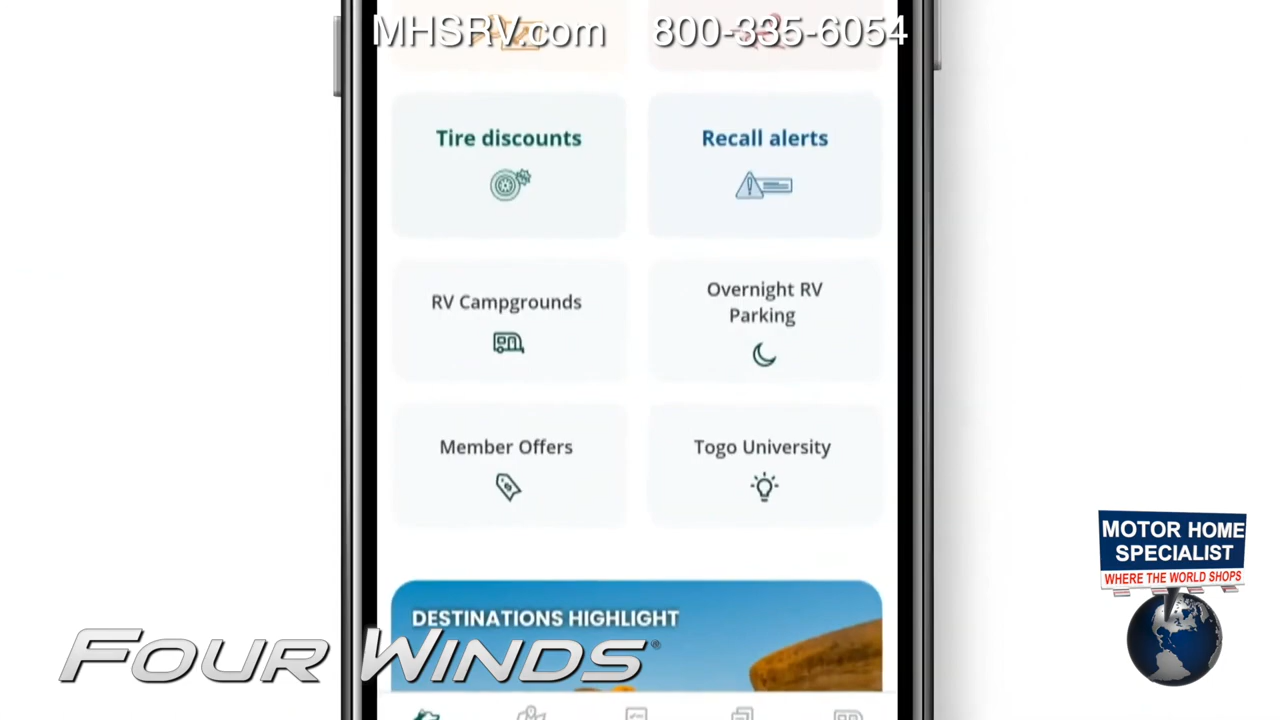 MHSRV.com 800-335-6054
Tire discounts
Recall alerts
RV Campgrounds
Overnight RV
Parking
Member Offers
Togo University
DESTINATIONS HIGHLIGHT
FOUR WINDS®
MOTOR HOME
SPECIALIST
WHERE THE WORLD SHOPS